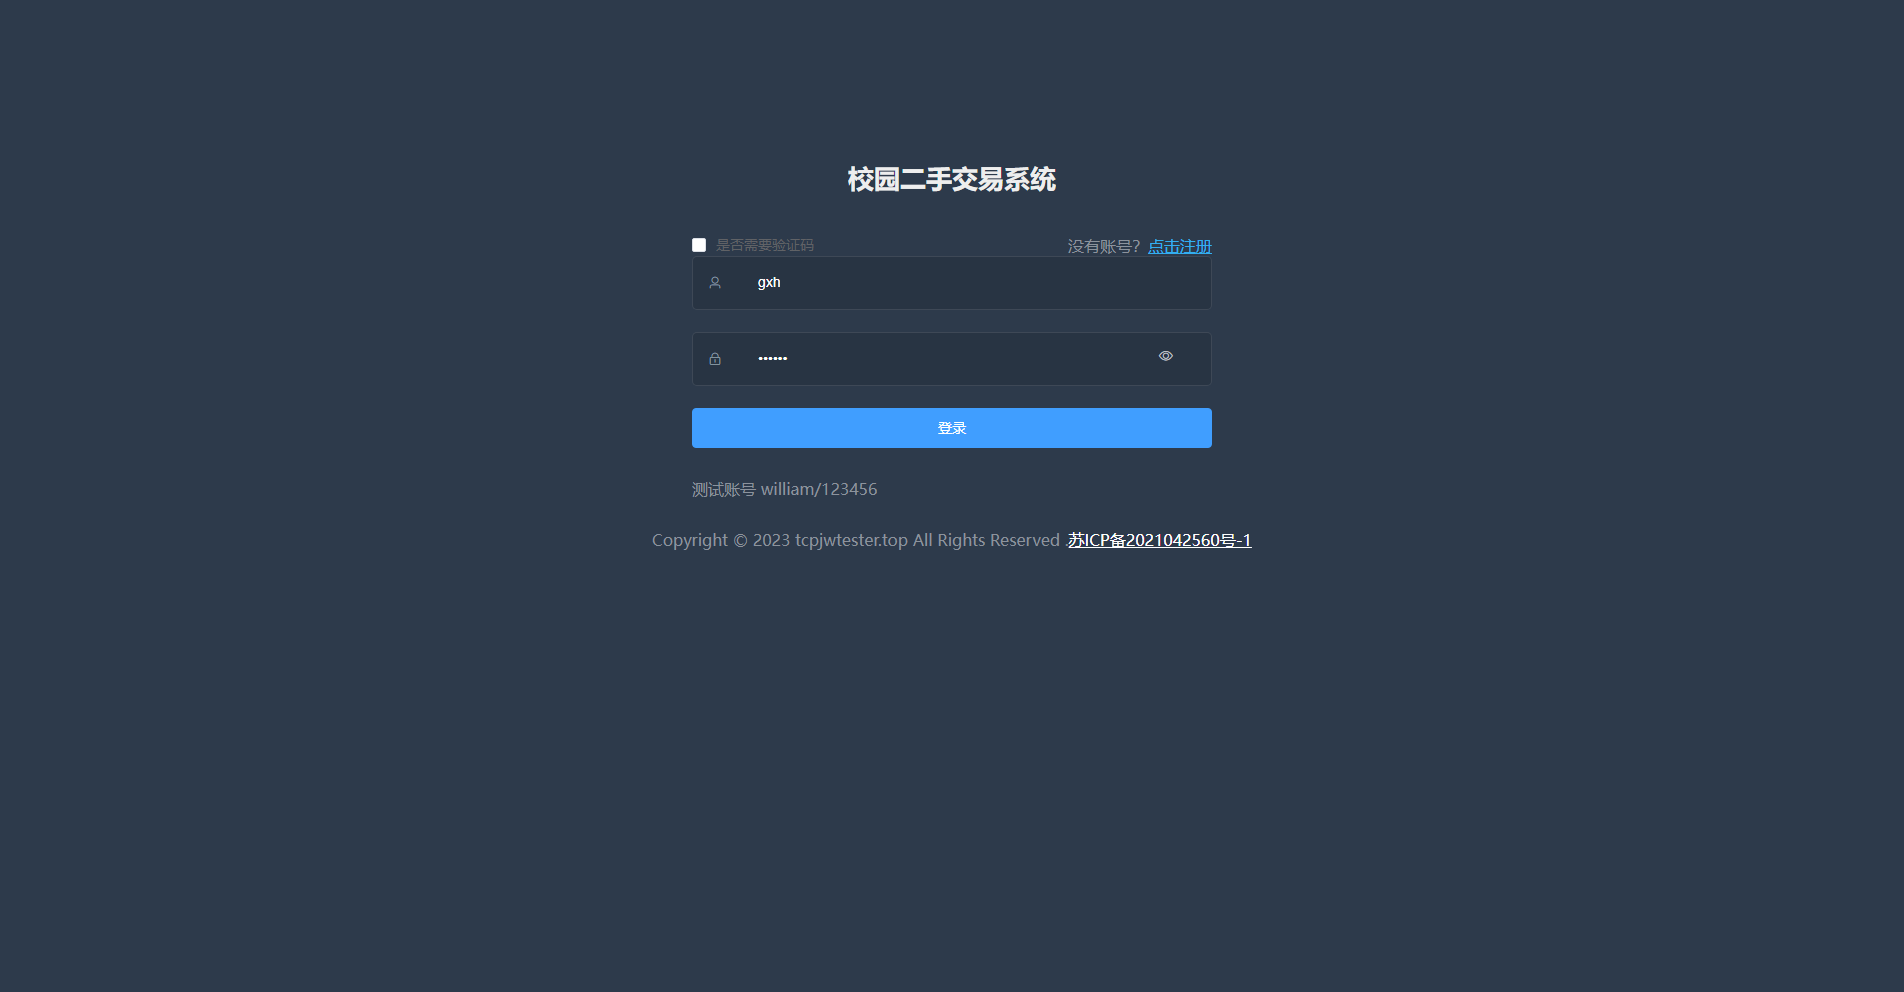 校园二手交易系统
是否需要验证码 没有账号？点击注册
gxh
••••••
登录
测试账号 william/123456
Copyright © 2023 tcpjwtester.top All Rights Reserved .苏ICP备2021042560号-1